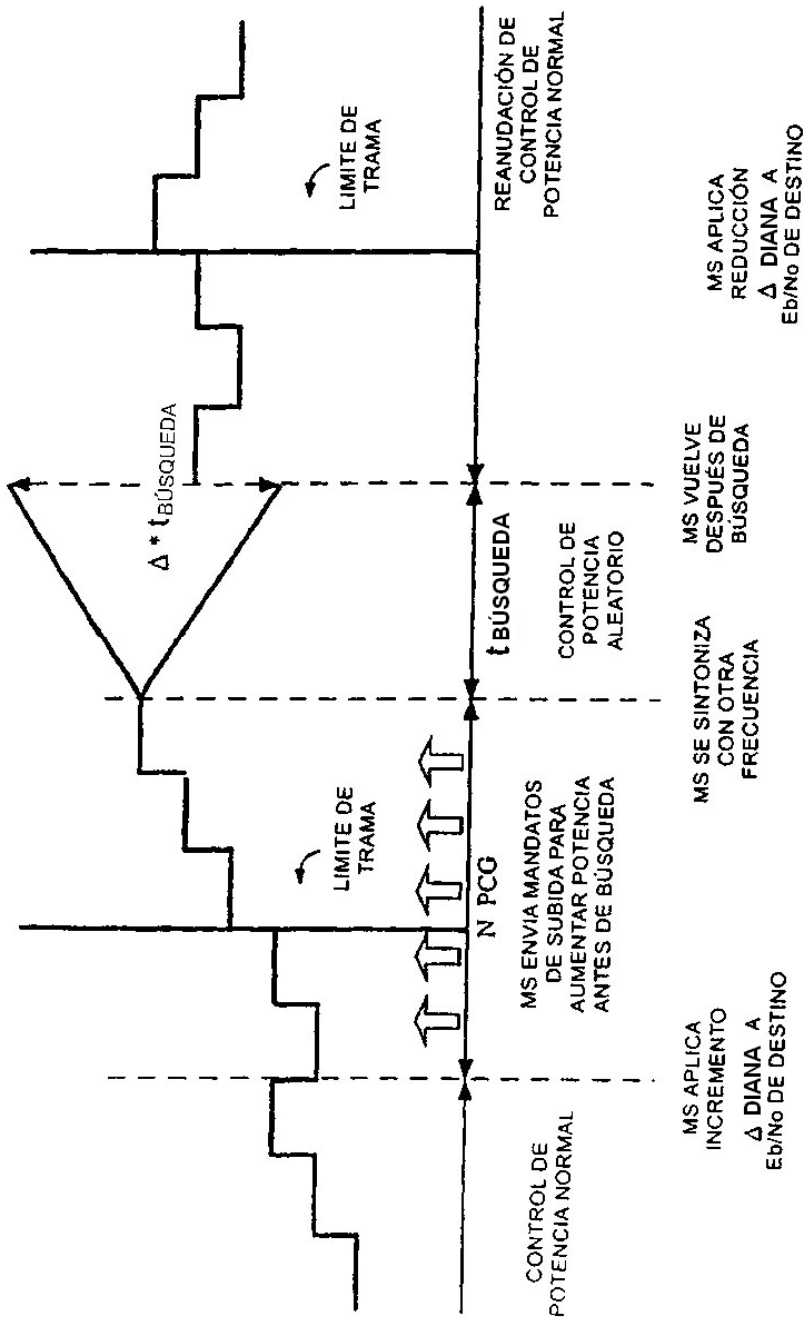 Δ * tBÚSQUEDA
LIMITE DE
TRAMA
LIMITE DE
TRAMA
N PCG
CONTROL DE
POTENCIA NORMAL
MS ENVIA MANDATOS
DE SUBIDA PARA
AUMENTAR POTENCIA
ANTES DE BÚSQUEDA
t BÚSQUEDA
CONTROL DE
POTENCIA
ALEATORIO
REANUDACIÓN DE
CONTROL DE
POTENCIA NORMAL
MS APLICA
INCREMENTO
Δ DIANA A
Eb/No DE DESTINO
MS SE SINTONIZA
CON OTRA
FRECUENCIA
MS VUELVE
DESPUÉS DE
BÚSQUEDA
MS APLICA
REDUCCIÓN
Δ DIANA A
Eb/No DE DESTINO